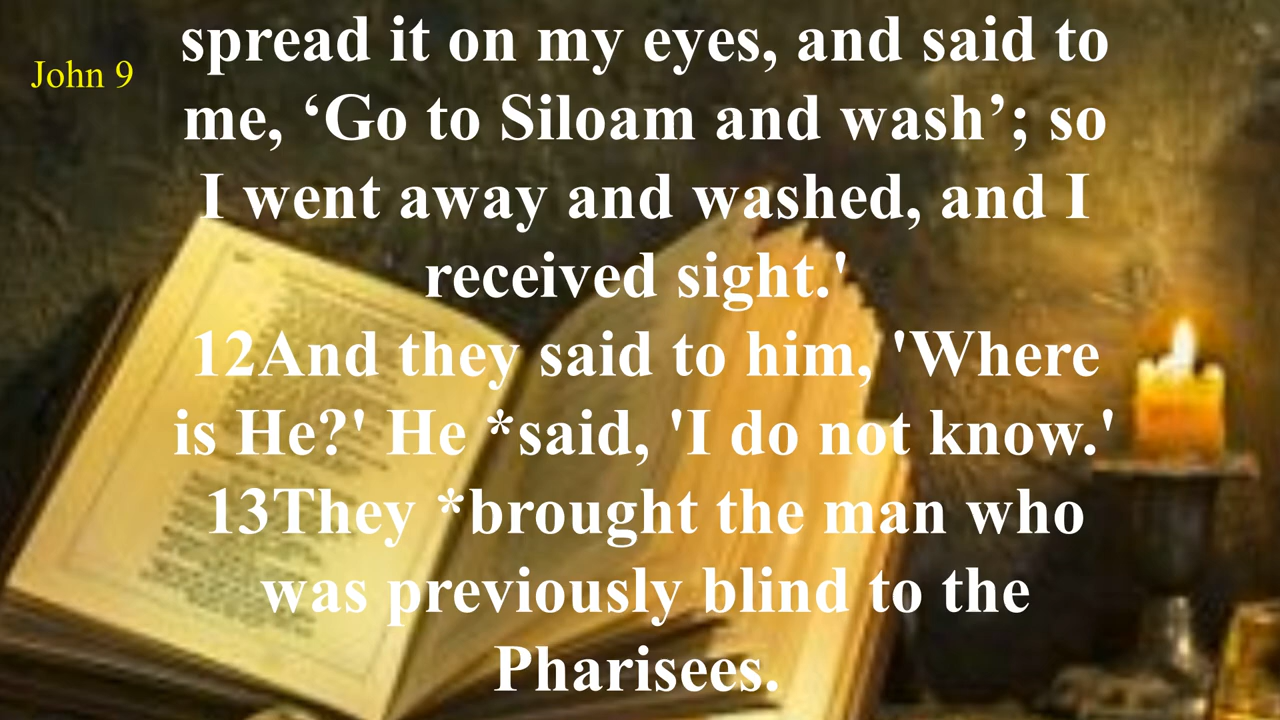 John 9
spread it on my eyes, and said to
me, ‘Go to Siloam and wash’; so
I went away and washed, and I
received sight.'
12And they said to him, 'Where
is He?' He *said, 'I do not know.'
13They *brought the man who
was previously blind to the
Pharisees.